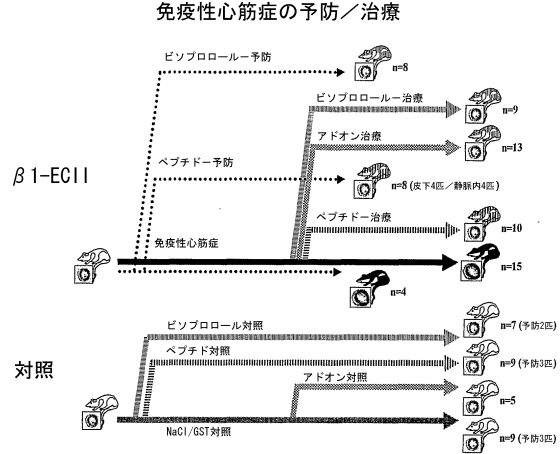 免疫性心筋症の予防／治療
ビソプロロールー予防
n=8
ビソプロロールー治療
n=9
アドオン治療
n=13
ペプチドー予防
β1-ECII
n=8 (皮下4匹／静脈内4匹)
ペプチドー治療
n=10
免疫性心筋症
n=15
n=4
ビソプロロール対照
n=7 (予防2匹)
ペプチド対照
n=9 (予防3匹)
対照
アドオン対照
n=5
NaCl/GST対照
n=9 (予防3匹)